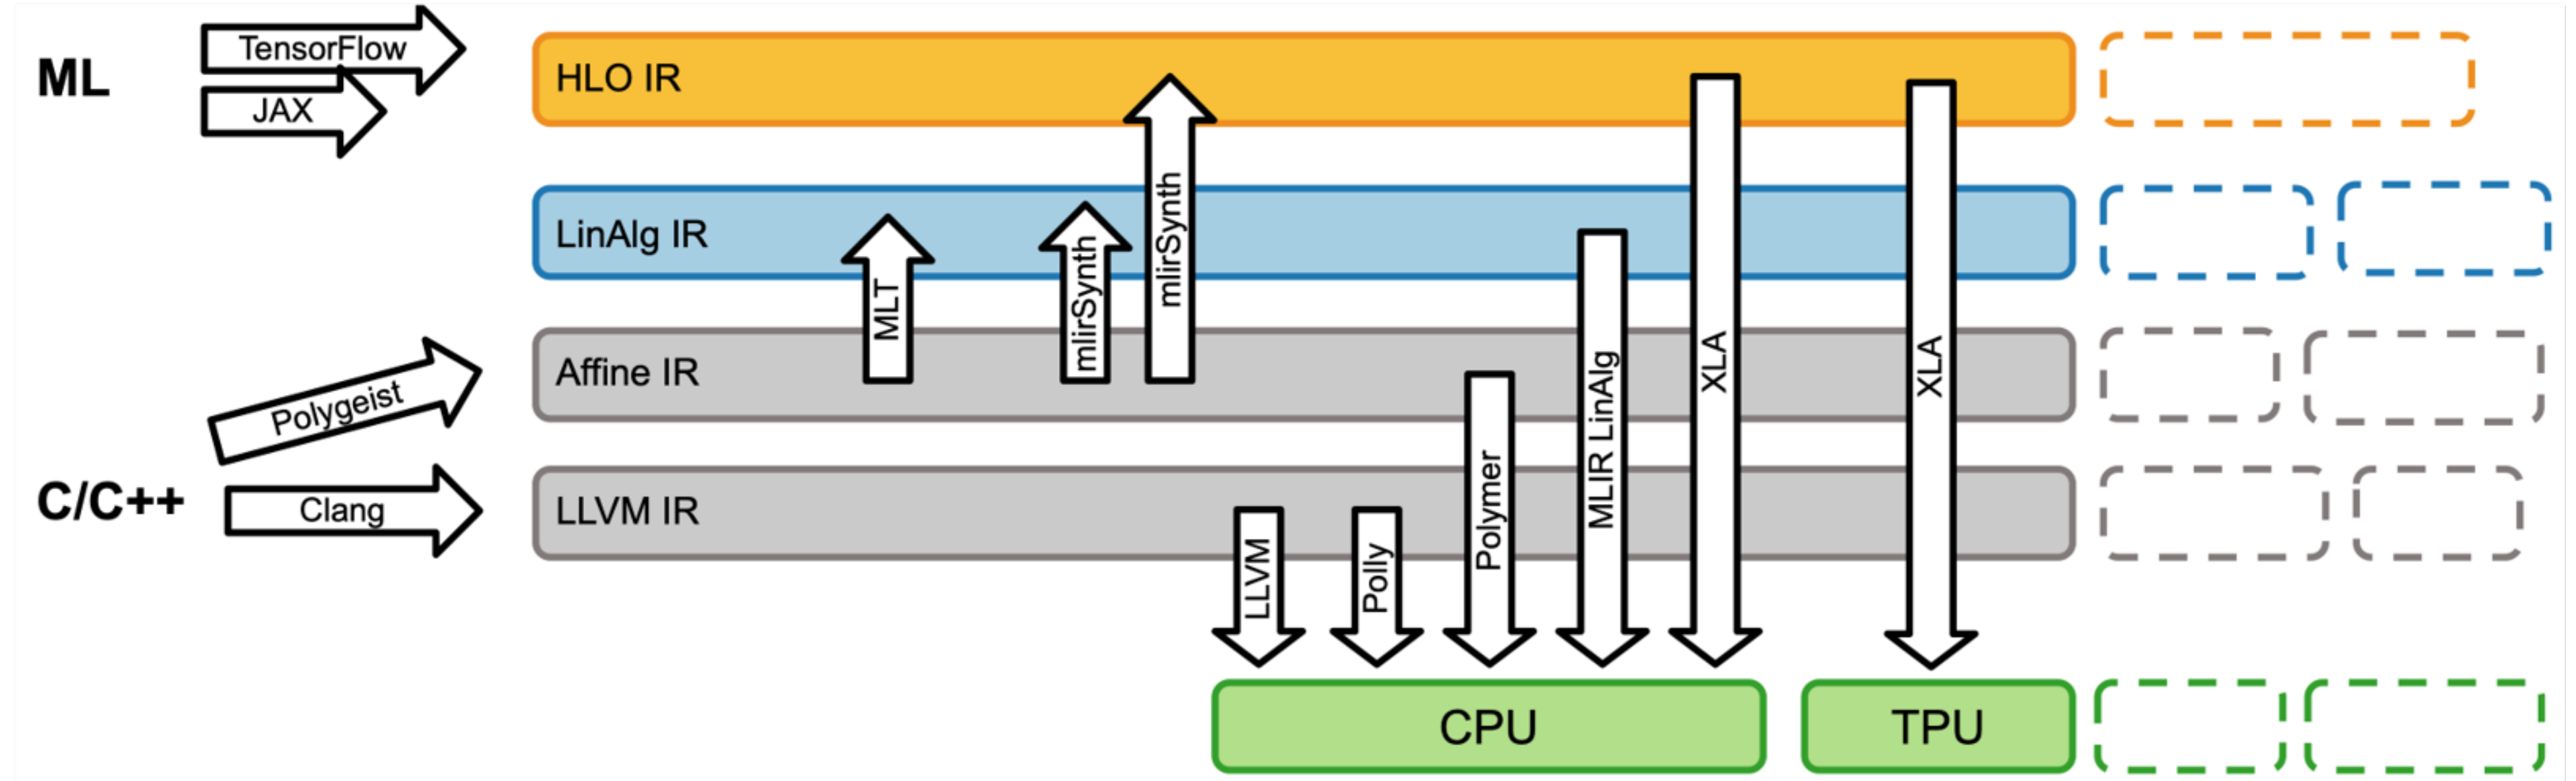 ML
TensorFlow
JAX
HLO IR
LinAlg IR
Affine IR
LLVM IR
Polygeist
C/C++
Clang
MLT
mlirSynth
mlirSynth
LLVM
Polly
Polymer
MLIR LinAlg
XLA
XLA
CPU
TPU